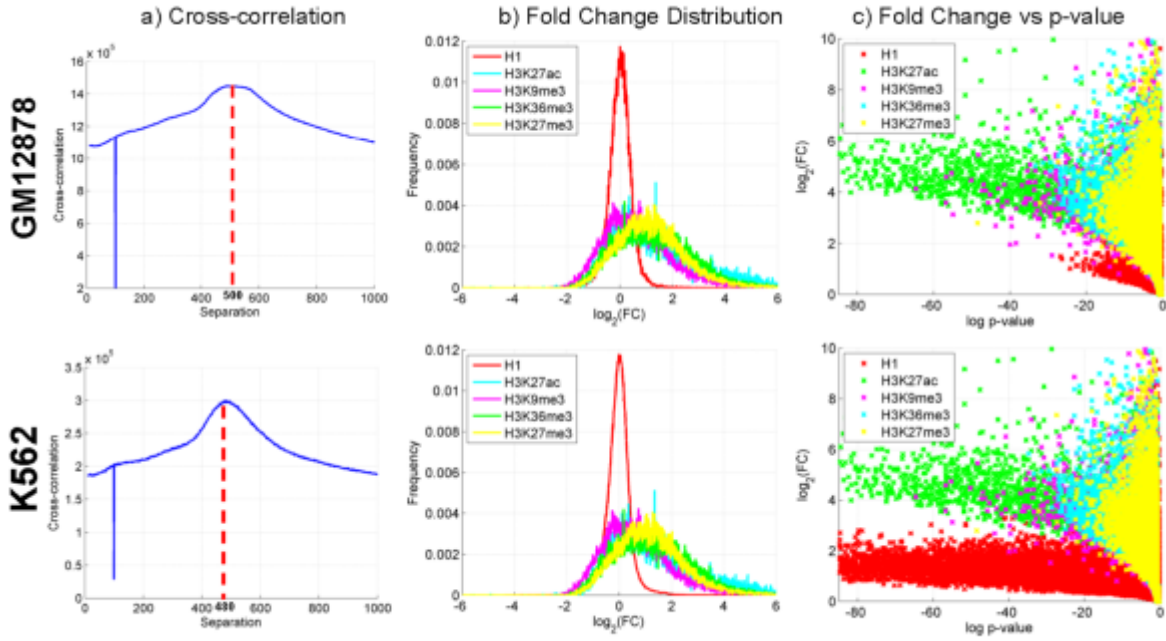 a) Cross-correlation
b) Fold Change Distribution
c) Fold Change vs p-value
GM12878
× 10⁵
16
14
12
10
8
6
4
2
Cross-correlation
0
200
400
500
600
800
1000
Separation
0.012
0.01
0.008
0.006
0.004
0.002
0
Frequency
H1
H3K27ac
H3K9me3
H3K36me3
H3K27me3
-6
-4
-2
0
2
4
6
log₂(FC)
10
8
6
4
2
0
log₂(FC)
H1
H3K27ac
H3K9me3
H3K36me3
H3K27me3
-80
-60
-40
-20
0
log p-value
K562
3.5
3
2.5
2
1.5
1
0.5
0
Cross-correlation
0
200
400
600
800
1000
Separation
0.012
0.01
0.008
0.006
0.004
0.002
0
Frequency
H1
H3K27ac
H3K9me3
H3K36me3
H3K27me3
-6
-4
-2
0
2
4
6
log₂(FC)
10
8
6
4
2
0
log₂(FC)
H1
H3K27ac
H3K9me3
H3K36me3
H3K27me3
-80
-60
-40
-20
0
log p-value